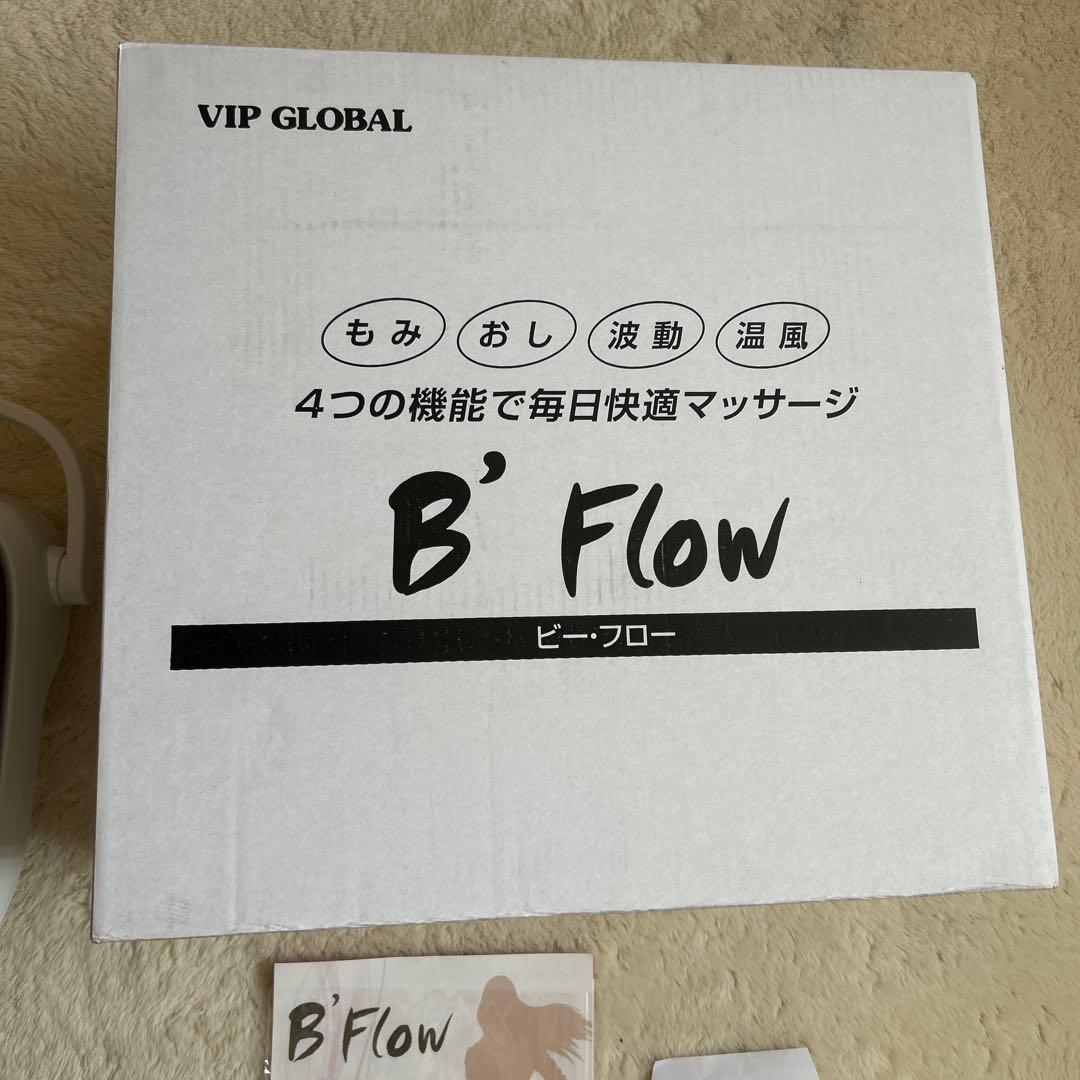 VIP GLOBAL
もみ おし 波動 温風
4つの機能で毎日快適マッサージ
B' Flow
ビー・フロー
B' Flow